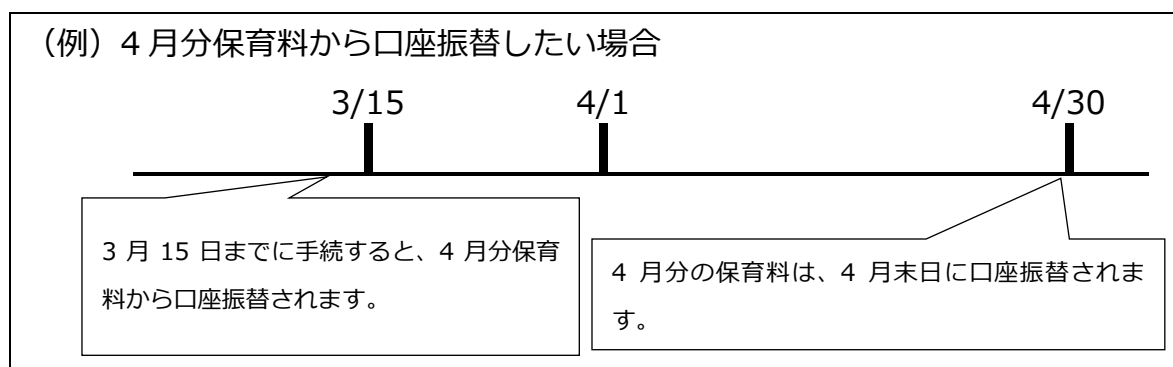 （例）４月分保育料から口座振替したい場合
3/15
4/1
4/30
3 月 15 日までに手続すると、4 月分保育
料から口座振替されます。
4 月分の保育料は、4 月末日に口座振替されま
す。